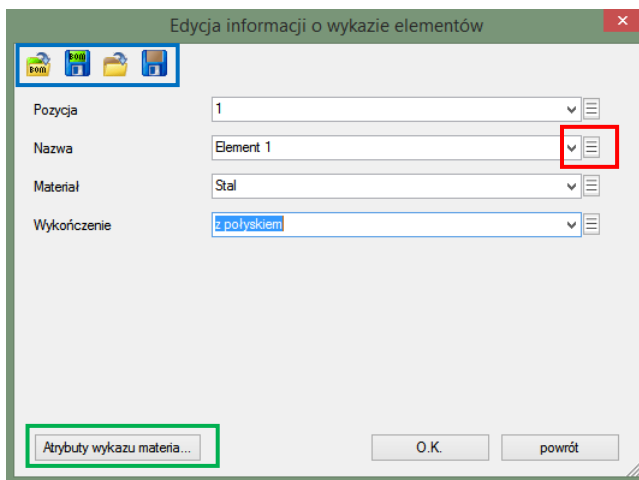 Edycja informacji o wykazie elementów
BOM BOM
Pozycja 1
Nazwa Element 1
Materiał Stal
Wykończenie z połyskiem
Atrybuty wykazu materia... O.K. powrót